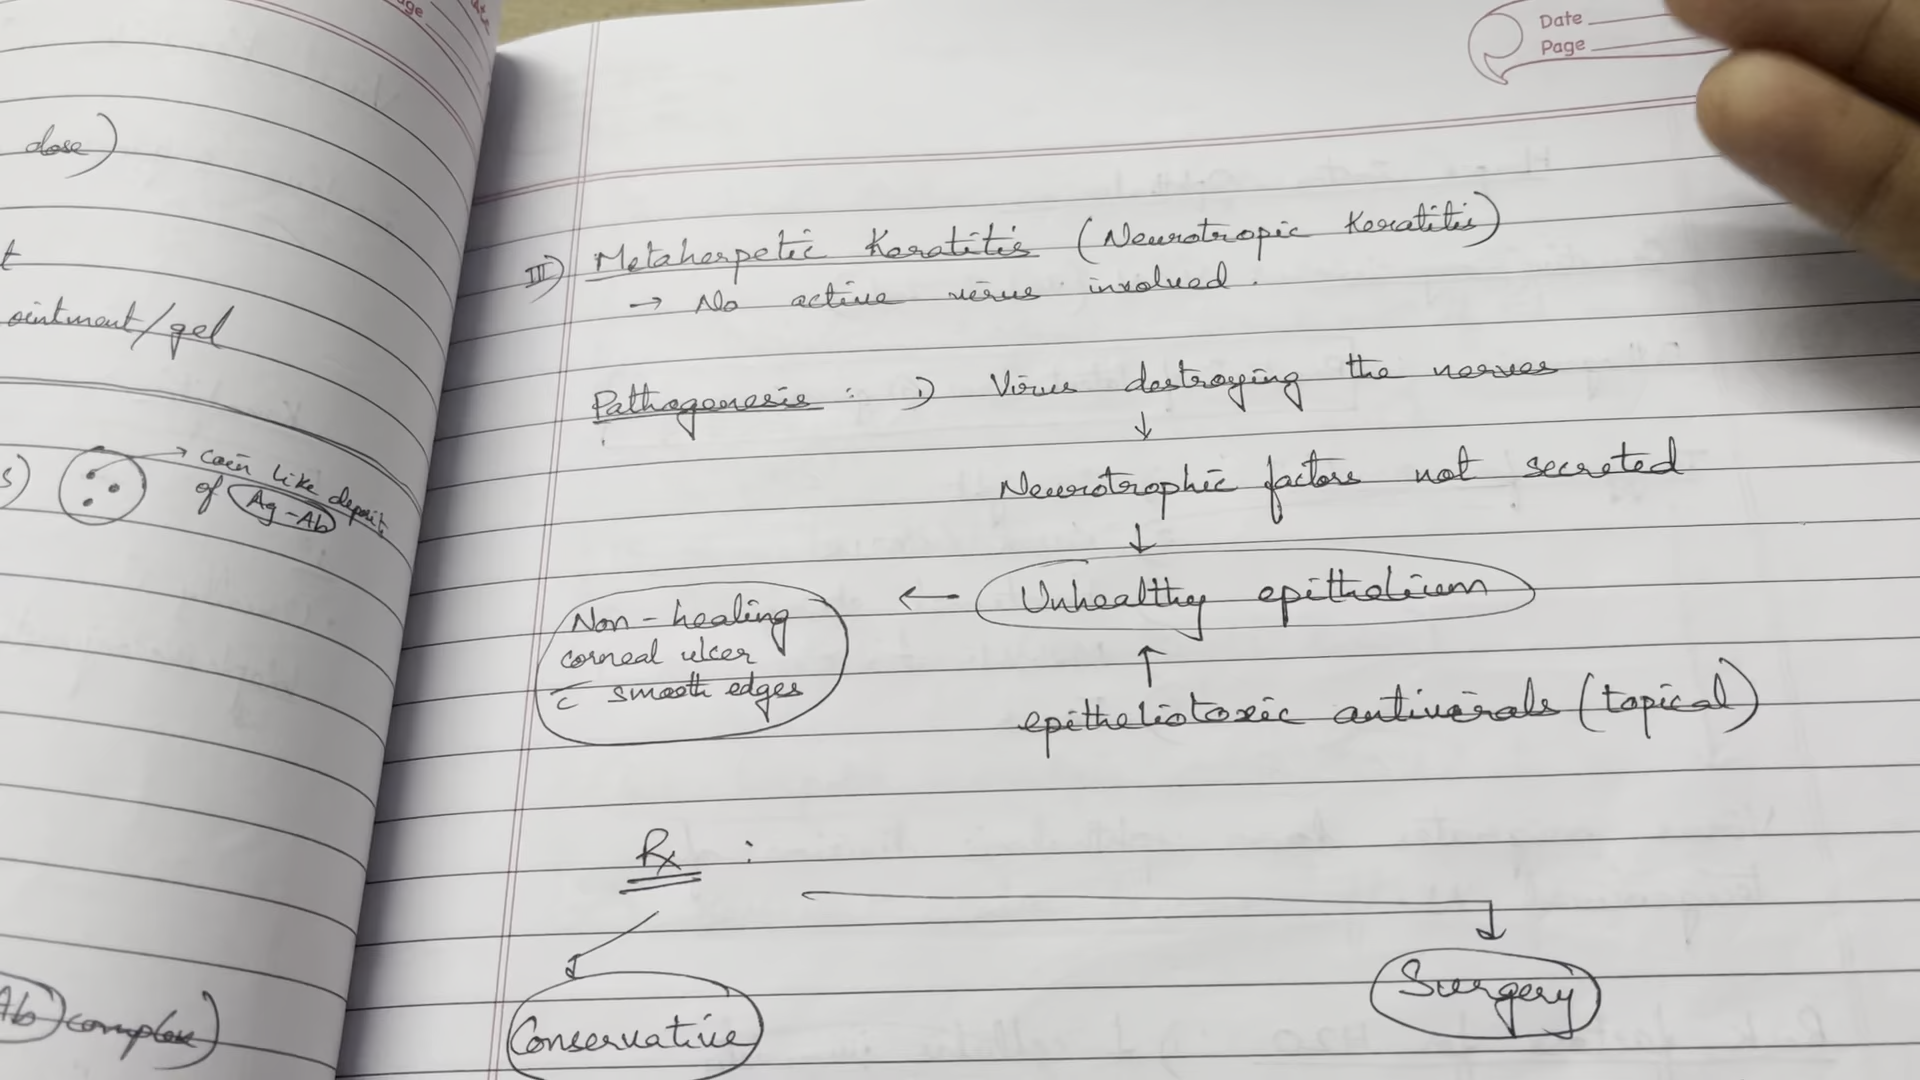 dose)
t
ointment/gel
s)
coin like deposit
of Ag-Ab
Ab) complex)
Date
Page
III) Metaherpetic Keratitis (Neurotropic Keratitis)
→ No active virus involved.
Pathogenesis : 1) Virus destroying the nerves
↓
Neurotrophic factors not secreted
↓
Unhealthy epithelium
←
Non-healing
corneal ulcer
c̄ smooth edges
↑
epitheliotoxic antivirals (topical)
Rx :
Conservative
Surgery